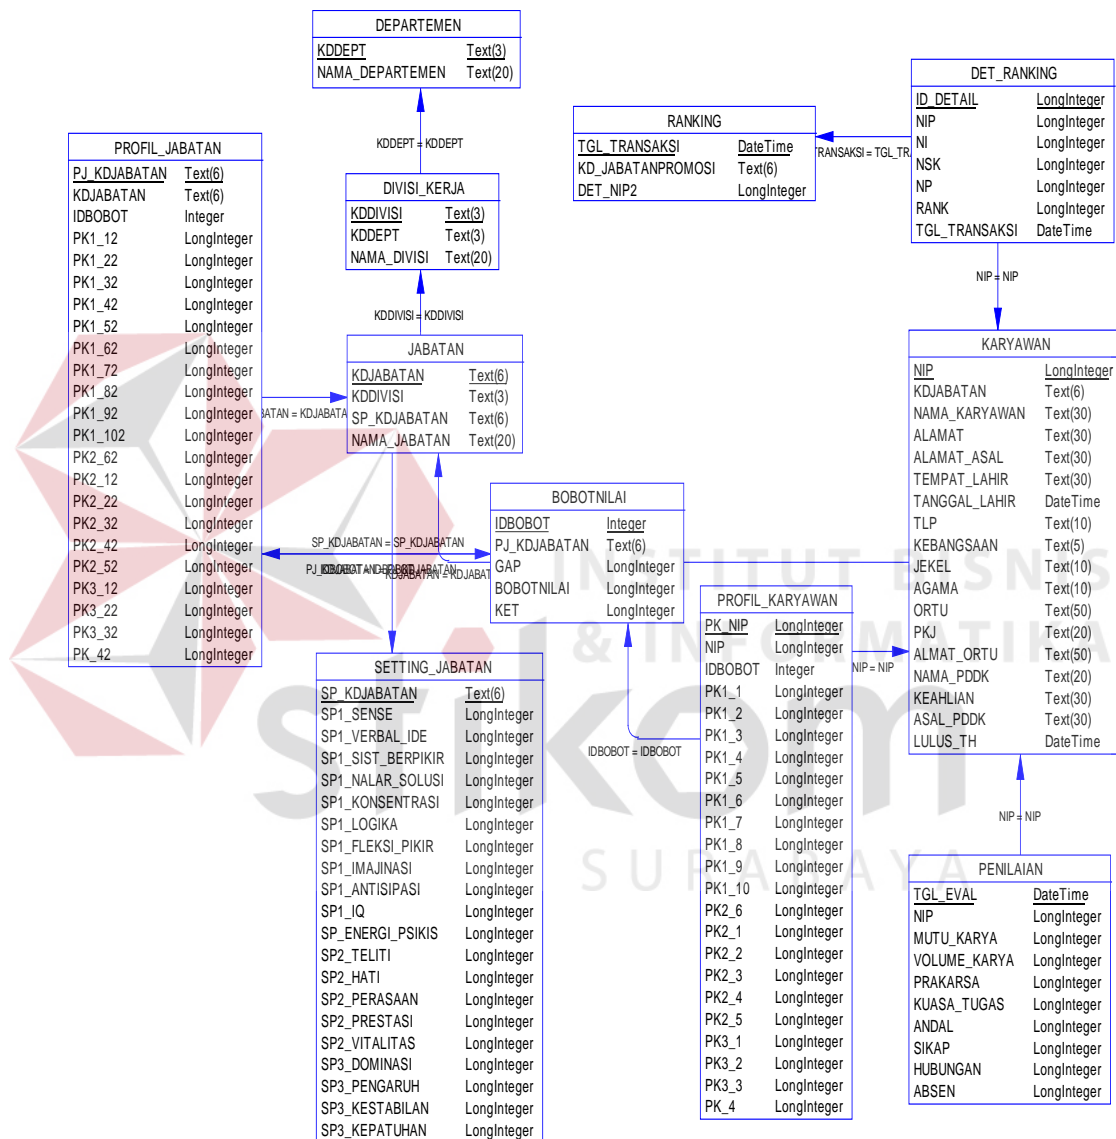 DEPARTEMEN
KDDEPT Text(3)
NAMA_DEPARTEMEN Text(20)
KDDEPT = KDDEPT
DIVISI_KERJA
KDDIVISI Text(3)
KDDEPT Text(3)
NAMA_DIVISI Text(20)
KDDIVISI = KDDIVISI
JABATAN
KDJABATAN Text(6)
KDDIVISI Text(3)
SP_KDJABATAN Text(6)
NAMA_JABATAN Text(20)
PROFIL_JABATAN
PJ_KDJABATAN Text(6)
KDJABATAN Text(6)
IDBOBOT Integer
PK1_12 LongInteger
PK1_22 LongInteger
PK1_32 LongInteger
PK1_42 LongInteger
PK1_52 LongInteger
PK1_62 LongInteger
PK1_72 LongInteger
PK1_82 LongInteger
PK1_92 LongInteger
PK1_102 LongInteger
PK2_62 LongInteger
PK2_12 LongInteger
PK2_22 LongInteger
PK2_32 LongInteger
PK2_42 LongInteger
PK2_52 LongInteger
PK3_12 LongInteger
PK3_22 LongInteger
PK3_32 LongInteger
PK_42 LongInteger
BATAN = KDJABATA
SP_KDJABATAN = SP_KDJABATAN
KDJABATAN = KDJABAT
RANKING
TGL_TRANSAKSI DateTime
KD_JABATANPROMOSI Text(6)
DET_NIP2 LongInteger
TRANSAKSI = TGL_TR
DET_RANKING
ID_DETAIL LongInteger
NIP LongInteger
NI LongInteger
NSK LongInteger
NP LongInteger
RANK LongInteger
TGL_TRANSAKSI DateTime
NIP = NIP
KARYAWAN
NIP LongInteger
KDJABATAN Text(6)
NAMA_KARYAWAN Text(30)
ALAMAT Text(30)
ALAMAT_ASAL Text(30)
TEMPAT_LAHIR Text(30)
TANGGAL_LAHIR DateTime
TLP Text(10)
KEBANGSAAN Text(5)
JEKEL Text(10)
AGAMA Text(10)
ORTU Text(50)
PKJ Text(20)
ALMAT_ORTU Text(50)
NAMA_PDDK Text(20)
KEAHLIAN Text(30)
ASAL_PDDK Text(30)
LULUS_TH DateTime
BOBOTNILAI
IDBOBOT Integer
PJ_KDJABATAN Text(6)
GAP LongInteger
BOBOTNILAI LongInteger
KET LongInteger
PROFIL_KARYAWAN
PK_NIP LongInteger
NIP LongInteger
IDBOBOT Integer
PK1_1 LongInteger
PK1_2 LongInteger
PK1_3 LongInteger
PK1_4 LongInteger
PK1_5 LongInteger
PK1_6 LongInteger
PK1_7 LongInteger
PK1_8 LongInteger
PK1_9 LongInteger
PK1_10 LongInteger
PK2_6 LongInteger
PK2_1 LongInteger
PK2_2 LongInteger
PK2_3 LongInteger
PK2_4 LongInteger
PK2_5 LongInteger
PK3_1 LongInteger
PK3_2 LongInteger
PK3_3 LongInteger
PK_4 LongInteger
NIP = NIP
IDBOBOT = IDBOBOT
SETTING_JABATAN
SP_KDJABATAN Text(6)
SP1_SENSE LongInteger
SP1_VERBAL_IDE LongInteger
SP1_SIST_BERPIKIR LongInteger
SP1_NALAR_SOLUSI LongInteger
SP1_KONSENTRASI LongInteger
SP1_LOGIKA LongInteger
SP1_FLEKSI_PIKIR LongInteger
SP1_IMAJINASI LongInteger
SP1_ANTISIPASI LongInteger
SP1_IQ LongInteger
SP_ENERGI_PSIKIS LongInteger
SP2_TELITI LongInteger
SP2_HATI LongInteger
SP2_PERASAAN LongInteger
SP2_PRESTASI LongInteger
SP2_VITALITAS LongInteger
SP3_DOMINASI LongInteger
SP3_PENGARUH LongInteger
SP3_KESTABILAN LongInteger
SP3_KEPATUHAN LongInteger
NIP = NIP
PENILAIAN
TGL_EVAL DateTime
NIP LongInteger
MUTU_KARYA LongInteger
VOLUME_KARYA LongInteger
PRAKARSA LongInteger
KUASA_TUGAS LongInteger
ANDAL LongInteger
SIKAP LongInteger
HUBUNGAN LongInteger
ABSEN LongInteger
INSTITUT BISNIS
& INFORMATIKA
stikom
SURABAYA